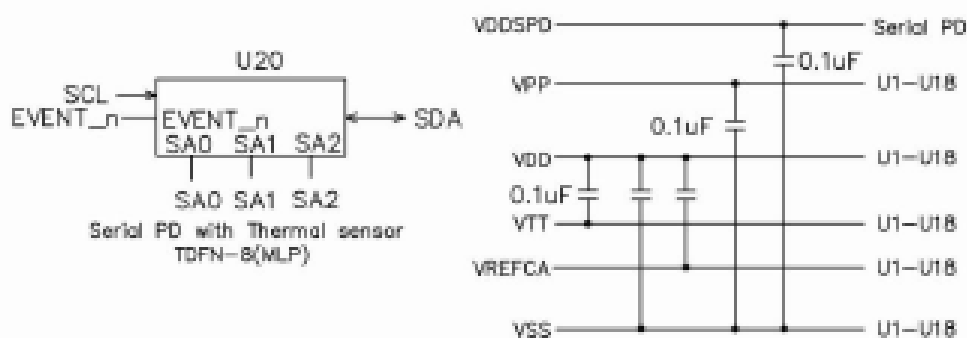 U20
SCL
EVENT_n
EVENT_n
SDA
SA0 SA1 SA2
SA0 SA1 SA2
Serial PD with Thermal sensor
TDFN-8(MLP)
VDDSPD Serial PD
0.1uF
VPP U1-U18
0.1uF
VDD U1-U18
0.1uF
VTT U1-U18
VREFCA U1-U18
VSS U1-U18